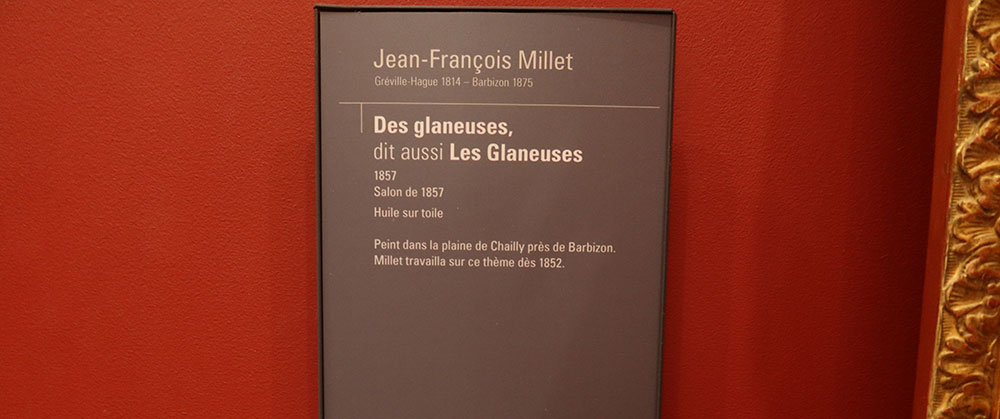 Jean-François Millet
Gréville-Hague 1814 – Barbizon 1875
Des glaneuses,
dit aussi Les Glaneuses
1857
Salon de 1857
Huile sur toile
Peint dans la plaine de Chailly près de Barbizon.
Millet travailla sur ce thème dès 1852.